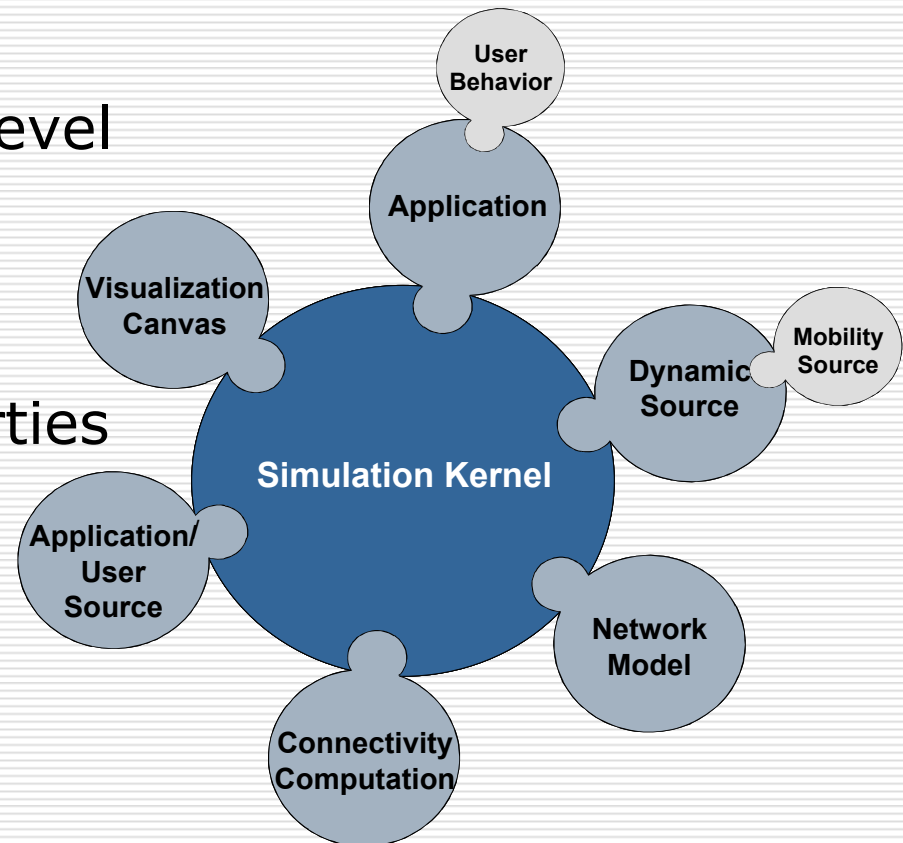 evel
rties
User
Behavior
Application
Visualization
Canvas
Dynamic
Source
Mobility
Source
Simulation Kernel
Application/
User
Source
Network
Model
Connectivity
Computation